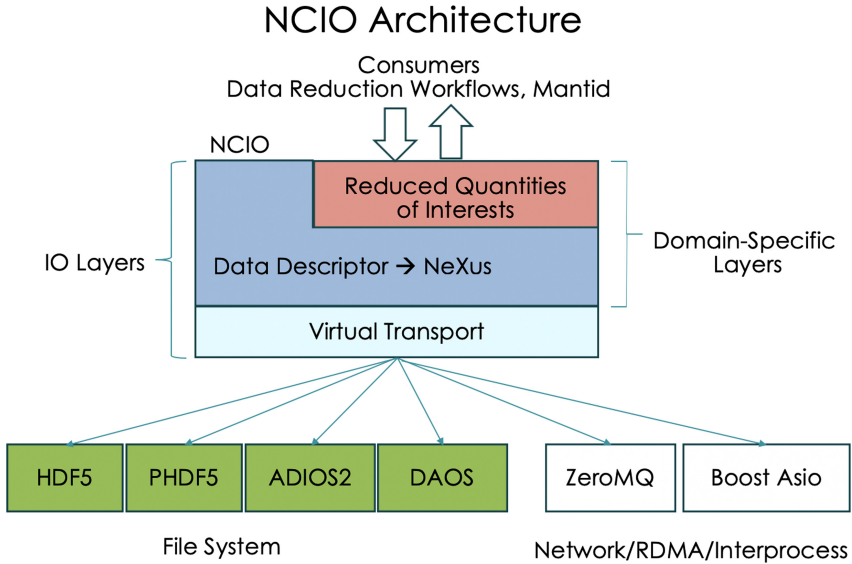 NCIO Architecture
Consumers
Data Reduction Workflows, Mantid
NCIO
Reduced Quantities
of Interests
IO Layers
Data Descriptor → NeXus
Domain-Specific
Layers
Virtual Transport
HDF5
PHDF5
ADIOS2
DAOS
ZeroMQ
Boost Asio
File System
Network/RDMA/Interprocess